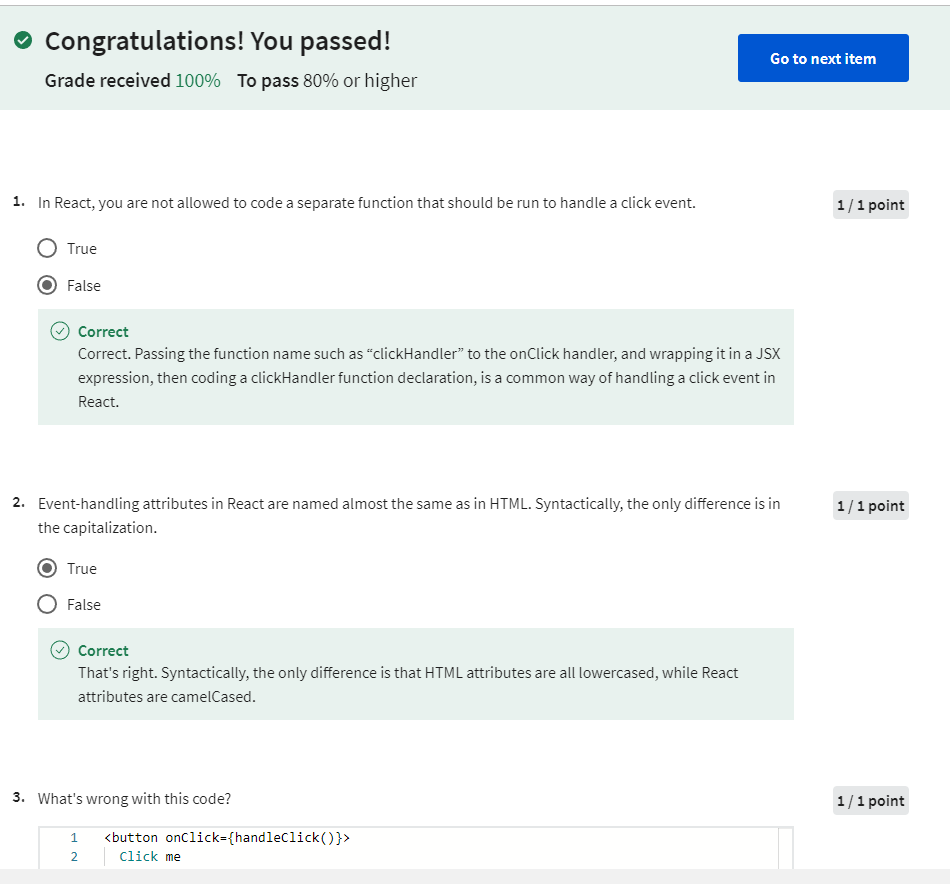 Congratulations! You passed!
Grade received 100% To pass 80% or higher
Go to next item
1. In React, you are not allowed to code a separate function that should be run to handle a click event.
1 / 1 point
True
False
Correct
Correct. Passing the function name such as “clickHandler” to the onClick handler, and wrapping it in a JSX
expression, then coding a clickHandler function declaration, is a common way of handling a click event in
React.
2. Event-handling attributes in React are named almost the same as in HTML. Syntactically, the only difference is in
the capitalization.
1 / 1 point
True
False
Correct
That's right. Syntactically, the only difference is that HTML attributes are all lowercased, while React
attributes are camelCased.
3. What's wrong with this code?
1 / 1 point
1 <button onClick={handleClick()}>
2 Click me